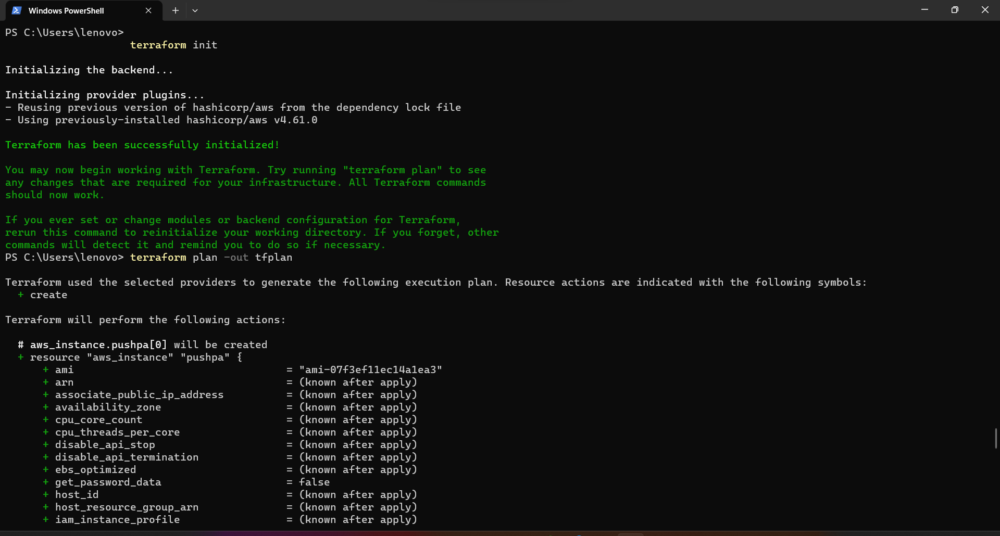 Windows PowerShell
PS C:\Users\lenovo>
terraform init
Initializing the backend...
Initializing provider plugins...
- Reusing previous version of hashicorp/aws from the dependency lock file
- Using previously-installed hashicorp/aws v4.61.0
Terraform has been successfully initialized!
You may now begin working with Terraform. Try running "terraform plan" to see
any changes that are required for your infrastructure. All Terraform commands
should now work.
If you ever set or change modules or backend configuration for Terraform,
rerun this command to reinitialize your working directory. If you forget, other
commands will detect it and remind you to do so if necessary.
PS C:\Users\lenovo> terraform plan -out tfplan
Terraform used the selected providers to generate the following execution plan. Resource actions are indicated with the following symbols:
+ create
Terraform will perform the following actions:
# aws_instance.pushpa[0] will be created
+ resource "aws_instance" "pushpa" {
+ ami = "ami-07f3ef11ec14a1ea3"
+ arn = (known after apply)
+ associate_public_ip_address = (known after apply)
+ availability_zone = (known after apply)
+ cpu_core_count = (known after apply)
+ cpu_threads_per_core = (known after apply)
+ disable_api_stop = (known after apply)
+ disable_api_termination = (known after apply)
+ ebs_optimized = (known after apply)
+ get_password_data = false
+ host_id = (known after apply)
+ host_resource_group_arn = (known after apply)
+ iam_instance_profile = (known after apply)